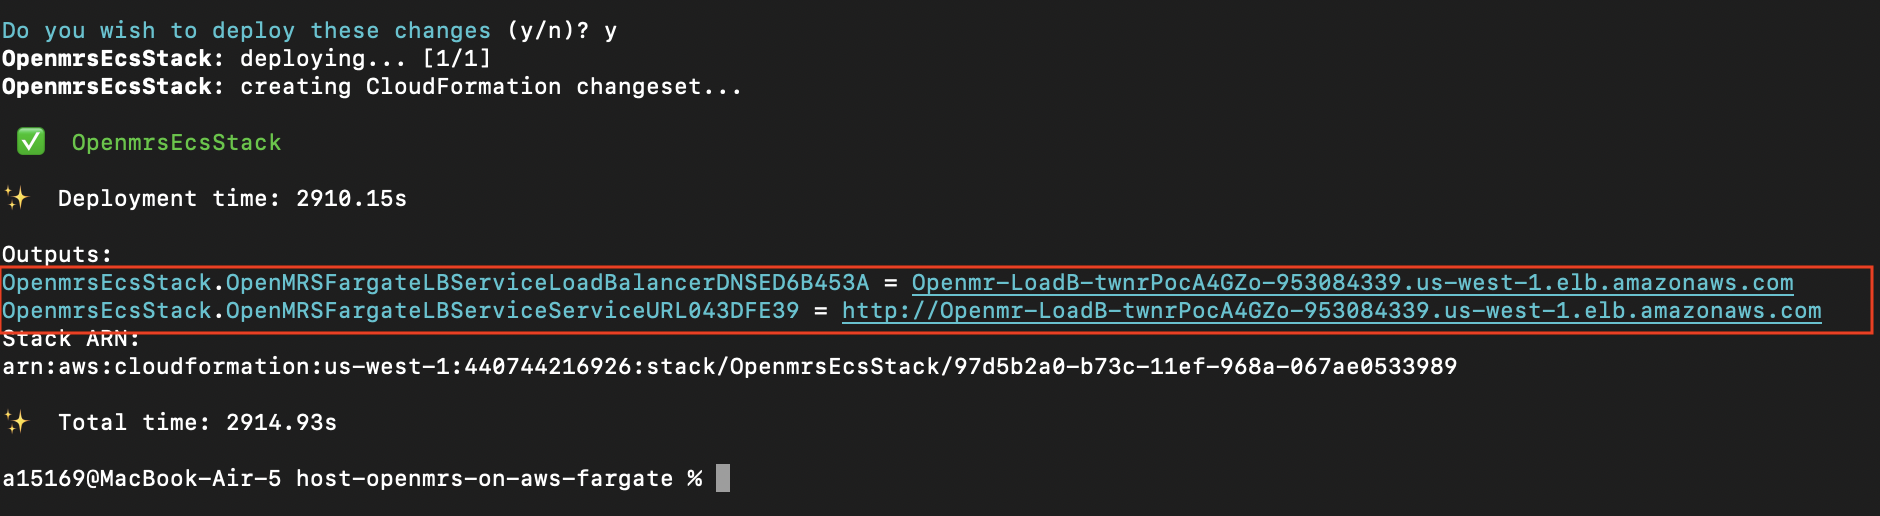 Do you wish to deploy these changes (y/n)? y
OpenmrsEcsStack: deploying... [1/1]
OpenmrsEcsStack: creating CloudFormation changeset...
✅ OpenmrsEcsStack
✨ Deployment time: 2910.15s
Outputs:
OpenmrsEcsStack.OpenMRSFargateLBServiceLoadBalancerDNSED6B453A = Openmr-LoadB-twnrPocA4GZo-953084339.us-west-1.elb.amazonaws.com
OpenmrsEcsStack.OpenMRSFargateLBServiceServiceURL043DFE39 = http://Openmr-LoadB-twnrPocA4GZo-953084339.us-west-1.elb.amazonaws.com
Stack ARN:
arn:aws:cloudformation:us-west-1:440744216926:stack/OpenmrsEcsStack/97d5b2a0-b73c-11ef-968a-067ae0533989
✨ Total time: 2914.93s
a15169@MacBook-Air-5 host-openmrs-on-aws-fargate %